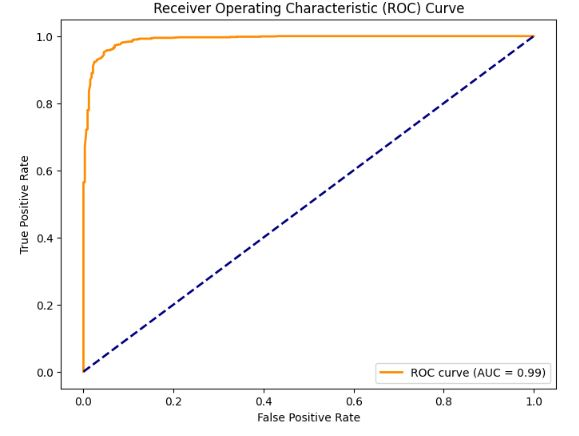 Receiver Operating Characteristic (ROC) Curve
1.0
0.8
0.6
0.4
0.2
0.0
True Positive Rate
ROC curve (AUC = 0.99)
0.0 0.2 0.4 0.6 0.8 1.0
False Positive Rate